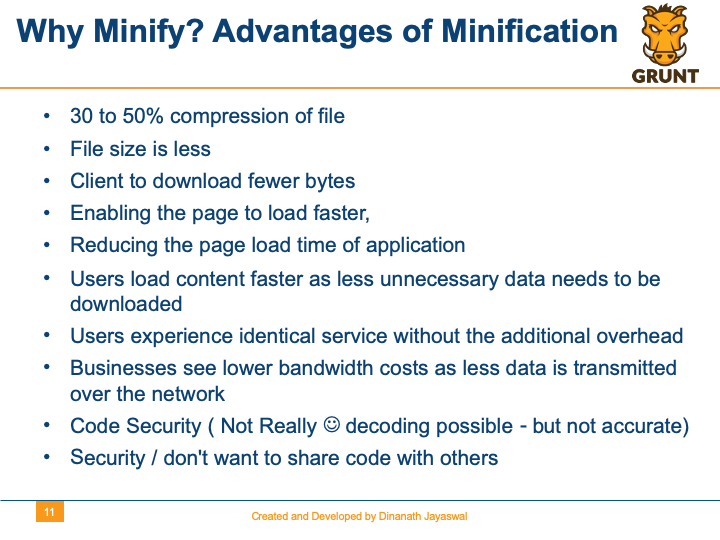 Why Minify? Advantages of Minification
GRUNT
• 30 to 50% compression of file
• File size is less
• Client to download fewer bytes
• Enabling the page to load faster,
• Reducing the page load time of application
• Users load content faster as less unnecessary data needs to be
downloaded
• Users experience identical service without the additional overhead
• Businesses see lower bandwidth costs as less data is transmitted
over the network
• Code Security ( Not Really ☺ decoding possible - but not accurate)
• Security / don't want to share code with others
11
Created and Developed by Dinanath Jayaswal